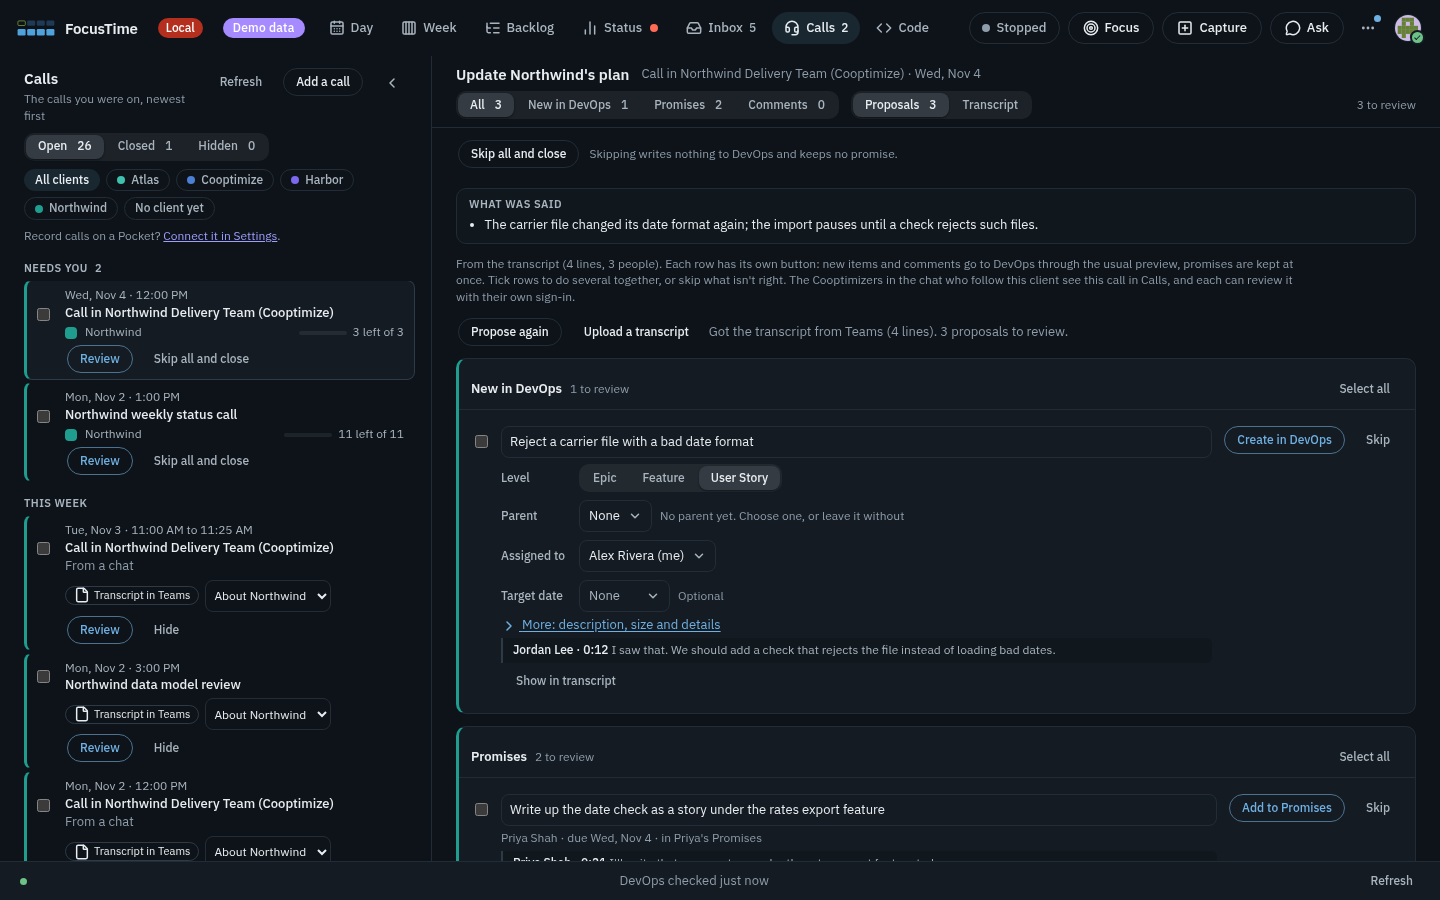 FocusTime
Local
Demo data
Day
Week
Backlog
Status
Inbox 5
Calls 2
Code
Stopped
Focus
Capture
Ask
Calls
The calls you were on, newest
first
Refresh
Add a call
Open 26
Closed 1
Hidden 0
All clients
Atlas
Cooptimize
Harbor
Northwind
No client yet
Record calls on a Pocket? Connect it in Settings.
NEEDS YOU 2
Wed, Nov 4 · 12:00 PM
Call in Northwind Delivery Team (Cooptimize)
Northwind
3 left of 3
Review
Skip all and close
Mon, Nov 2 · 1:00 PM
Northwind weekly status call
Northwind
11 left of 11
Review
Skip all and close
THIS WEEK
Tue, Nov 3 · 11:00 AM to 11:25 AM
Call in Northwind Delivery Team (Cooptimize)
From a chat
Transcript in Teams
About Northwind
Review
Hide
Mon, Nov 2 · 3:00 PM
Northwind data model review
Transcript in Teams
About Northwind
Review
Hide
Mon, Nov 2 · 12:00 PM
Call in Northwind Delivery Team (Cooptimize)
From a chat
Transcript in Teams
About Northwind
Update Northwind's plan
Call in Northwind Delivery Team (Cooptimize) · Wed, Nov 4
All 3
New in DevOps 1
Promises 2
Comments 0
Proposals 3
Transcript
3 to review
Skip all and close
Skipping writes nothing to DevOps and keeps no promise.
WHAT WAS SAID
• The carrier file changed its date format again; the import pauses until a check rejects such files.
From the transcript (4 lines, 3 people). Each row has its own button: new items and comments go to DevOps through the usual preview, promises are kept at
once. Tick rows to do several together, or skip what isn't right. The Cooptimizers in the chat who follow this client see this call in Calls, and each can review it
with their own sign-in.
Propose again
Upload a transcript
Got the transcript from Teams (4 lines). 3 proposals to review.
New in DevOps 1 to review
Select all
Reject a carrier file with a bad date format
Create in DevOps
Skip
Level
Epic
Feature
User Story
Parent
None
No parent yet. Choose one, or leave it without
Assigned to
Alex Rivera (me)
Target date
None
Optional
More: description, size and details
Jordan Lee · 0:12 I saw that. We should add a check that rejects the file instead of loading bad dates.
Show in transcript
Promises 2 to review
Select all
Write up the date check as a story under the rates export feature
Add to Promises
Skip
Priya Shah · due Wed, Nov 4 · in Priya's Promises
Priya Shah · 0:21
DevOps checked just now
Refresh